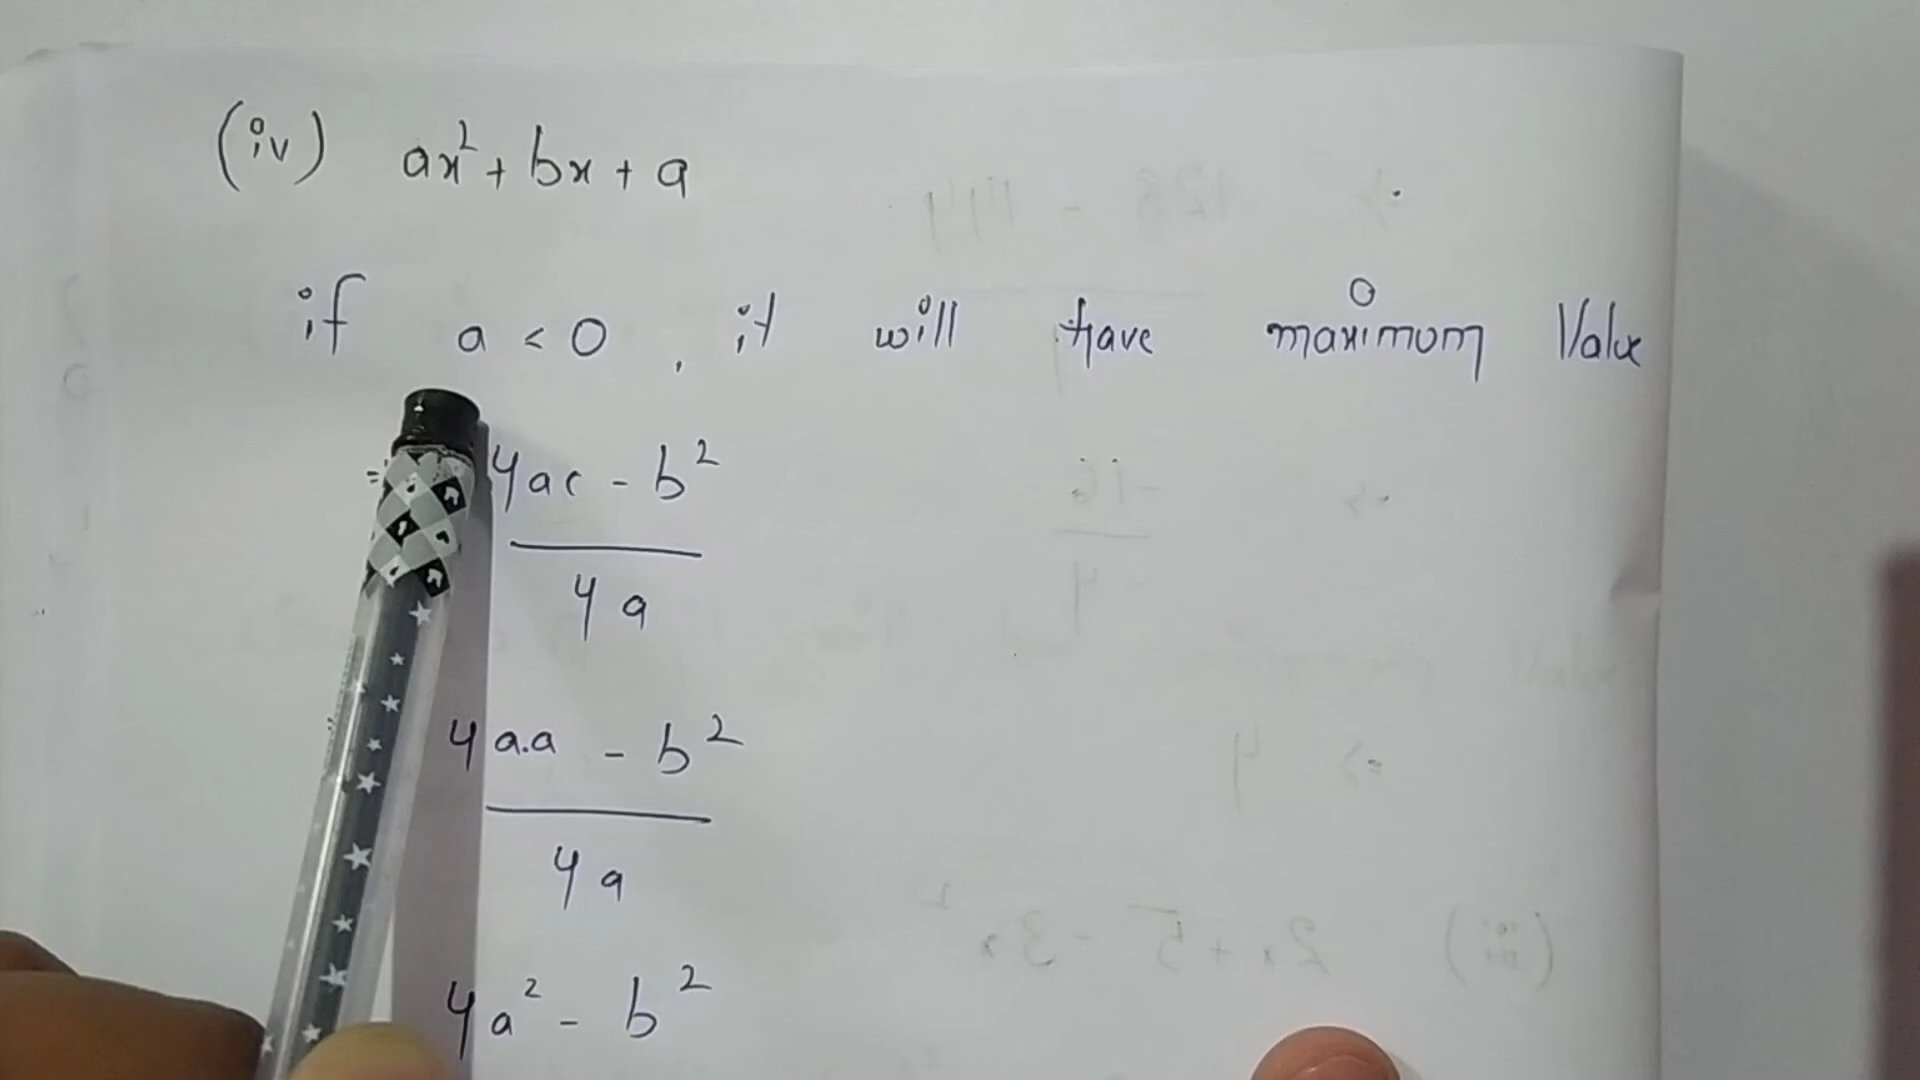 (iv) ax² + bx + a
if a < 0 , it will have maximum Value
= 4ac - b²
4a
= 4a.a - b²
4a
4a² - b²